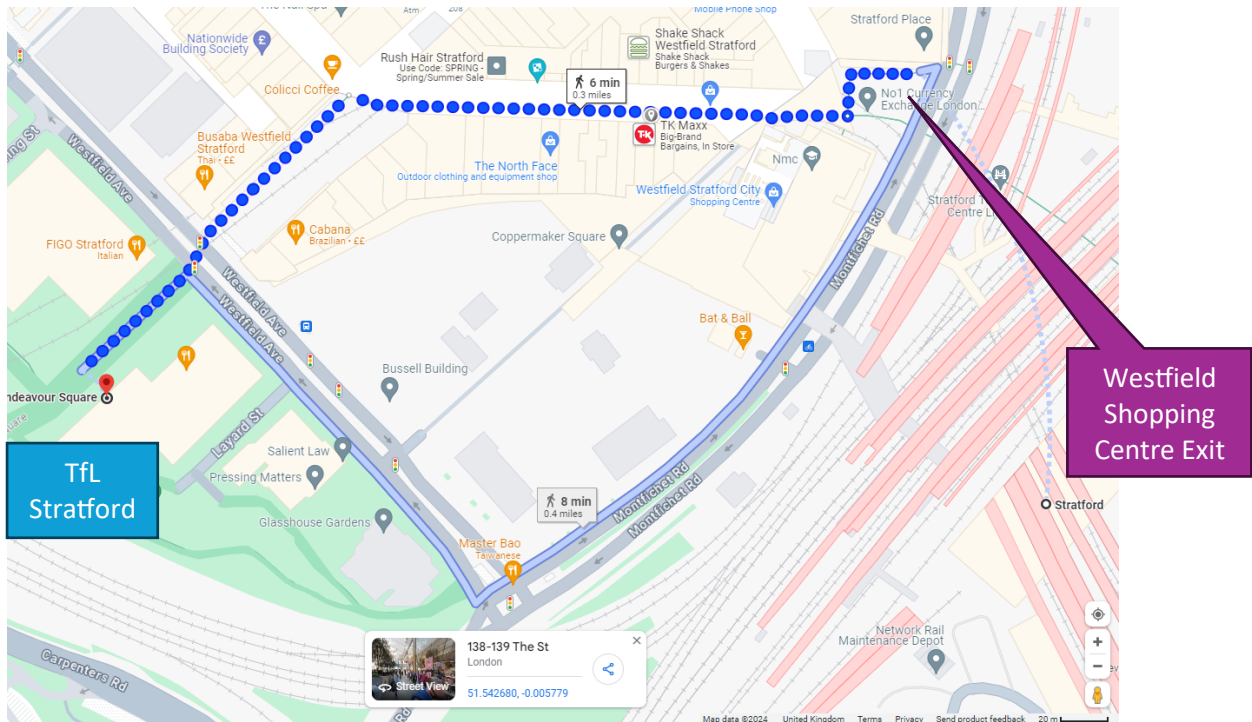 Atm
208
Mobile Phone Shop
Stratford Place
Nationwide
Building Society
Shake Shack
Westfield Stratford
Shake Shack
Burgers & Shakes
Rush Hair Stratford
Use Code: SPRING -
Spring/Summer Sale
Colicci Coffee
6 min
0.3 miles
No1 Currency
Exchange London...
TK Maxx
Big-Brand
Bargains, In Store
Busaba Westfield
Stratford
Thai • ££
Westfield Ave
The North Face
Outdoor clothing and equipment shop
Nmc
Westfield Stratford City
Shopping Centre
Cabana
Brazilian • ££
FIGO Stratford
Italian
Coppermaker Square
Montfichet Rd
Westfield Ave
Westfield Ave
Bat & Ball
Bussell Building
ndeavour Square
Layard St
Westfield
Shopping
Centre Exit
TfL
Stratford
Salient Law
Pressing Matters
Glasshouse Gardens
8 min
0.4 miles
Montfichet Rd
Montfichet Rd
Stratford
Master Bao
Taiwanese
Network Rail
Maintenance Depot
Carpenters Rd
138-139 The St
London
51.542680, -0.005779
Street View
Rd
Map data ©2024 United Kingdom Terms Privacy Send product feedback 20 m